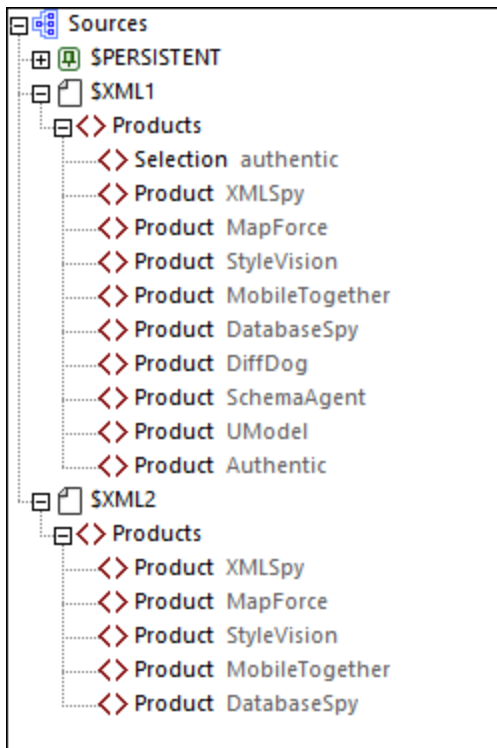 Sources
$PERSISTENT
$XML1
Products
Selection authentic
Product XMLSpy
Product MapForce
Product StyleVision
Product MobileTogether
Product DatabaseSpy
Product DiffDog
Product SchemaAgent
Product UModel
Product Authentic
$XML2
Products
Product XMLSpy
Product MapForce
Product StyleVision
Product MobileTogether
Product DatabaseSpy